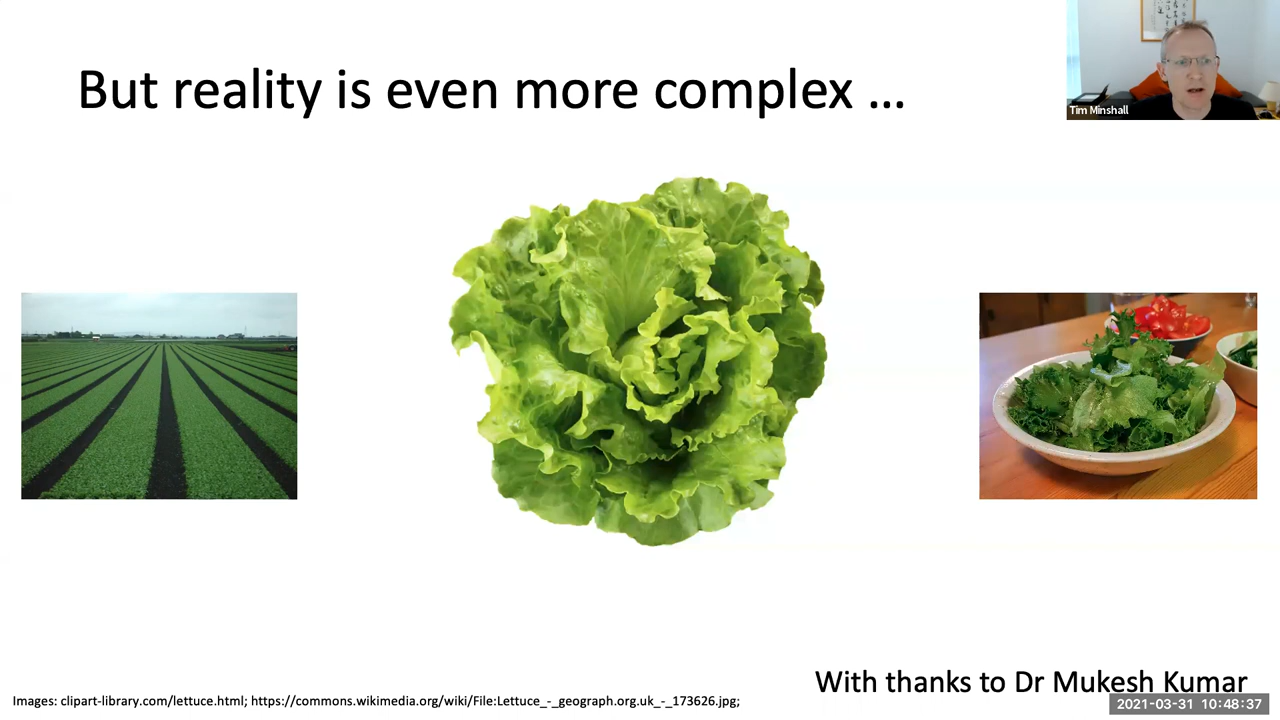 But reality is even more complex ...
Tim Minshall
With thanks to Dr Mukesh Kumar
Images: clipart-library.com/lettuce.html; https://commons.wikimedia.org/wiki/File:Lettuce_-_geograph.org.uk_-_173626.jpg;
2021-03-31 10:48:37